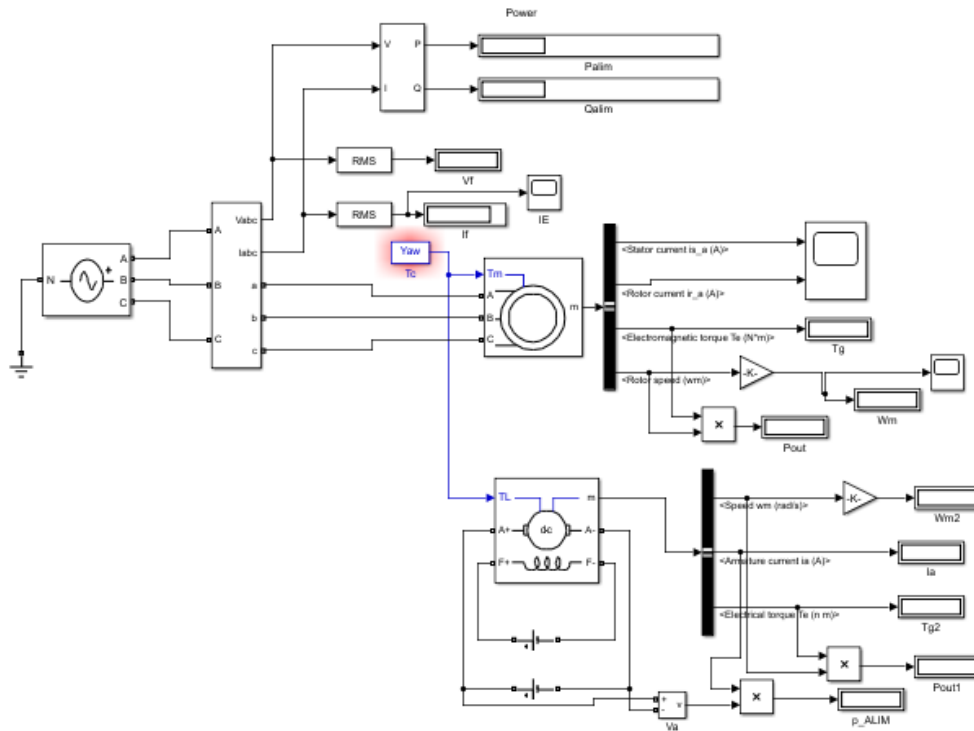 Power
V
P
Palim
I
Q
Qalim
RMS
Vf
Vabc
RMS
If
IE
A
Iabc
Yaw
Tc
N
A
B
C
B
a
b
C
c
Tm
A
B
C
m
<Stator current is_a (A)>
<Rotor current ir_a (A)>
<Electromagnetic torque Te (N*m)>
Tg
<Rotor speed (wm)>
-K-
Wm
×
Pout
TL
m
A+
dc
A-
F+
F-
<Speed wm (rad/s)>
-K-
Wm2
<Armature current ia (A)>
Ia
<Electrical torque Te (n m)>
Tg2
×
Pout1
+
-
v
Va
×
p_ALIM